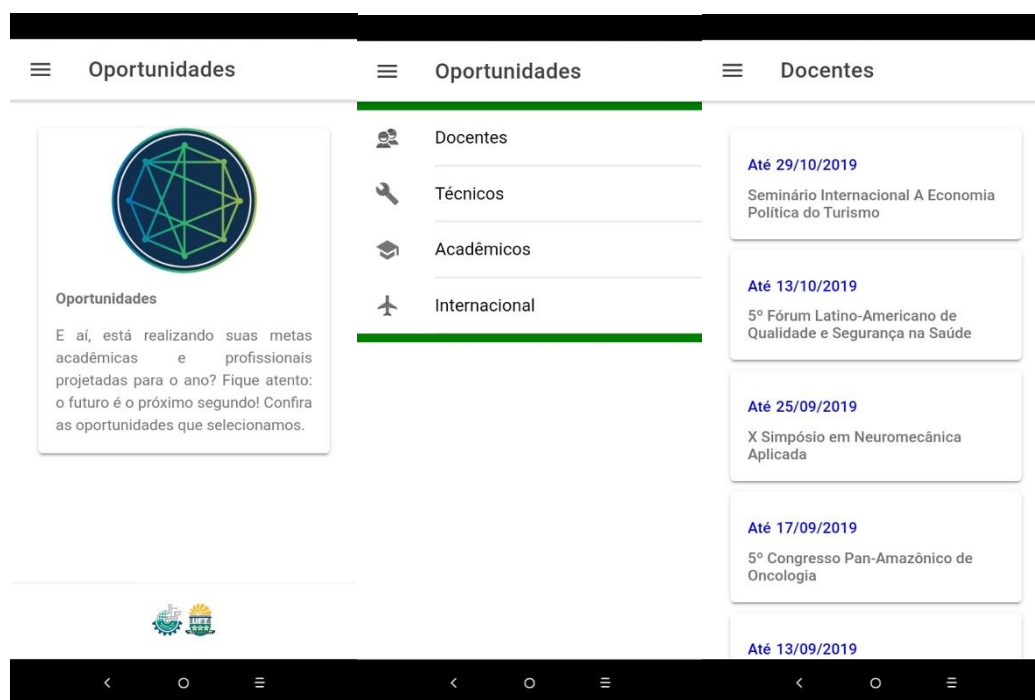 Oportunidades
Oportunidades
E aí, está realizando suas metas
acadêmicas e profissionais
projetadas para o ano? Fique atento:
o futuro é o próximo segundo! Confira
as oportunidades que selecionamos.
UFT
Oportunidades
Docentes
Técnicos
Acadêmicos
Internacional
Docentes
Até 29/10/2019
Seminário Internacional A Economia
Política do Turismo
Até 13/10/2019
5º Fórum Latino-Americano de
Qualidade e Segurança na Saúde
Até 25/09/2019
X Simpósio em Neuromecânica
Aplicada
Até 17/09/2019
5º Congresso Pan-Amazônico de
Oncologia
Até 13/09/2019